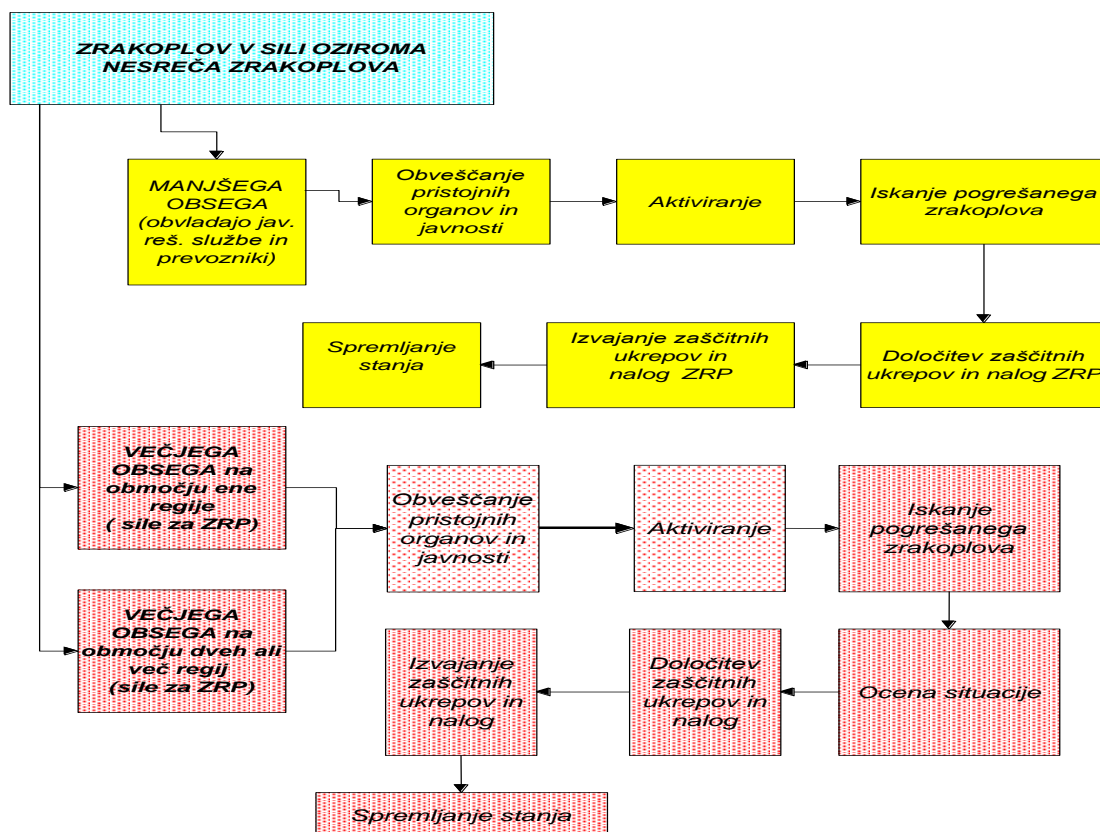 ZRAKOPLOV V SILI OZIROMA
NESREČA ZRAKOPLOVA
MANJŠEGA
OBSEGA
(obvladajo jav.
reš. službe in
prevozniki)
Obveščanje
pristojnih
organov in
javnosti
Aktiviranje
Iskanje pogrešanega
zrakoplova
Določitev zaščitnih
ukrepov in nalog ZRP
Izvajanje zaščitnih
ukrepov in
nalog ZRP
Spremljanje
stanja
VEČJEGA
OBSEGA na
območju ene
regije
( sile za ZRP)
VEČJEGA
OBSEGA na
območju dveh ali
več regij
(sile za ZRP)
Obveščanje
pristojnih
organov in
javnosti
Aktiviranje
Iskanje
pogrešanega
zrakoplova
Ocena situacije
Določitev
zaščitnih
ukrepov in
nalog
Izvajanje
zaščitnih
ukrepov in
nalog
Spremljanje stanja